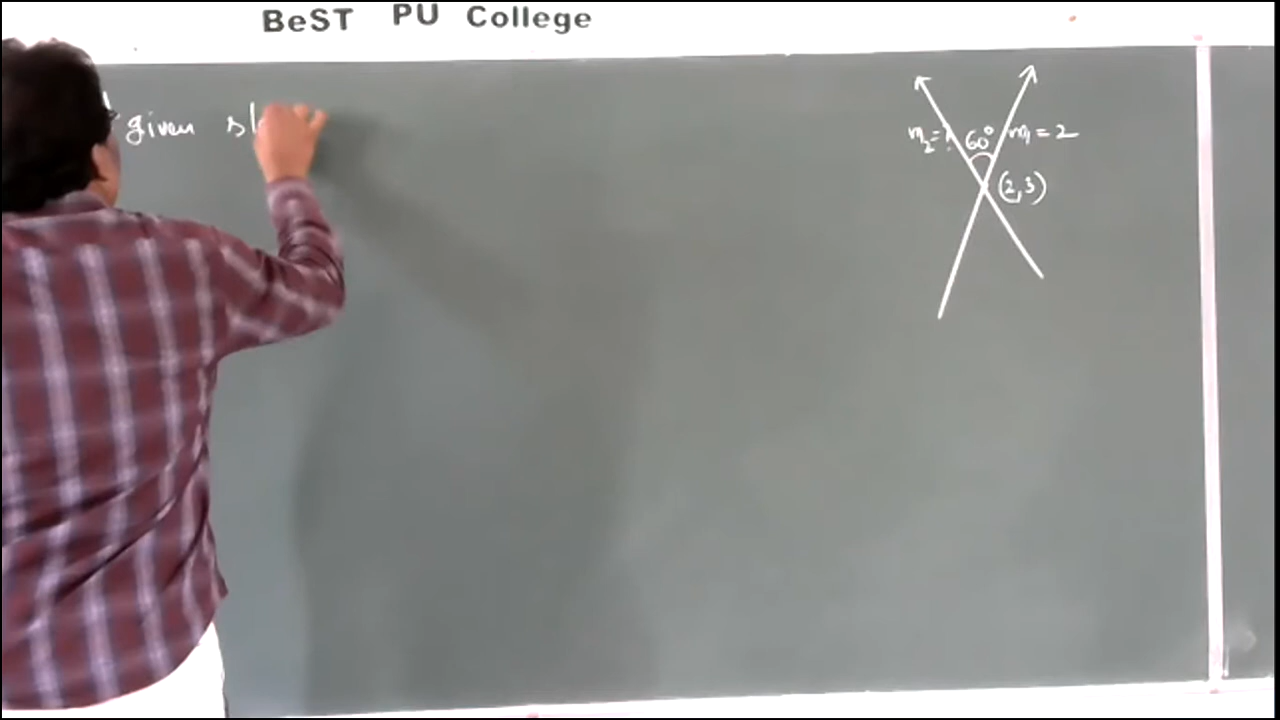 BeST PU College
given sl
m₂=? 60° m₁ = 2
(2,3)